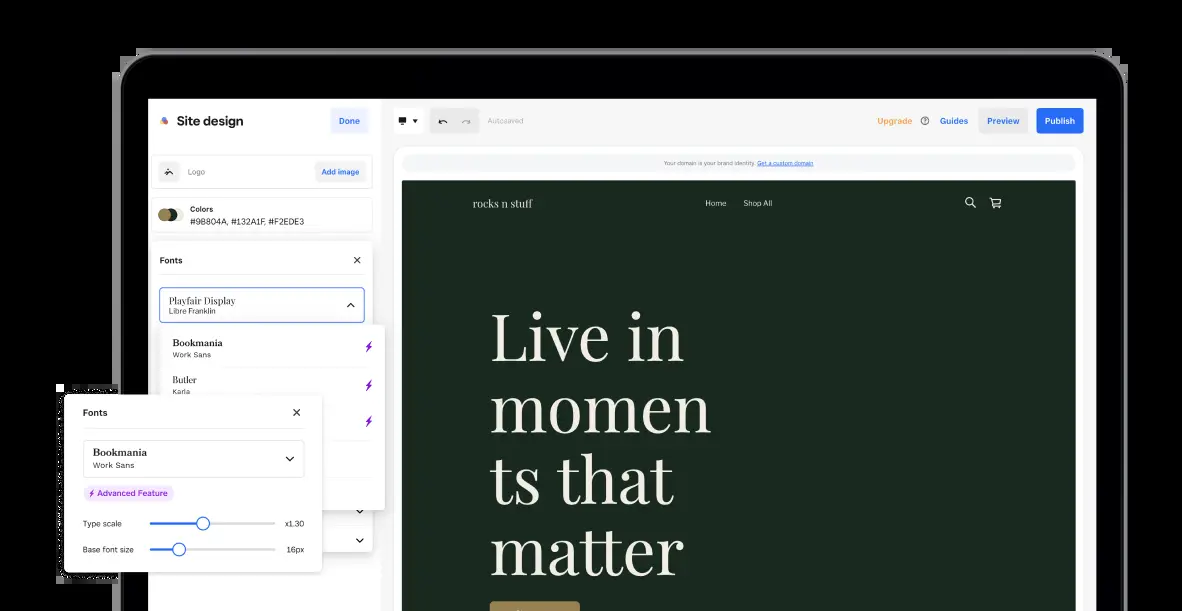 Site design
Done
Autosaved
Upgrade
Guides
Preview
Publish
Logo
Add image
Colors
#9B804A, #132A1F, #F2EDE3
Fonts
Playfair Display
Libre Franklin
Bookmania
Work Sans
Butler
Karla
Fonts
Bookmania
Work Sans
Advanced Feature
Type scale
x1.30
Base font size
16px
Your domain is your brand identity. Get a custom domain
rocks n stuff
Home
Shop All
Live in
momen
ts that
matter